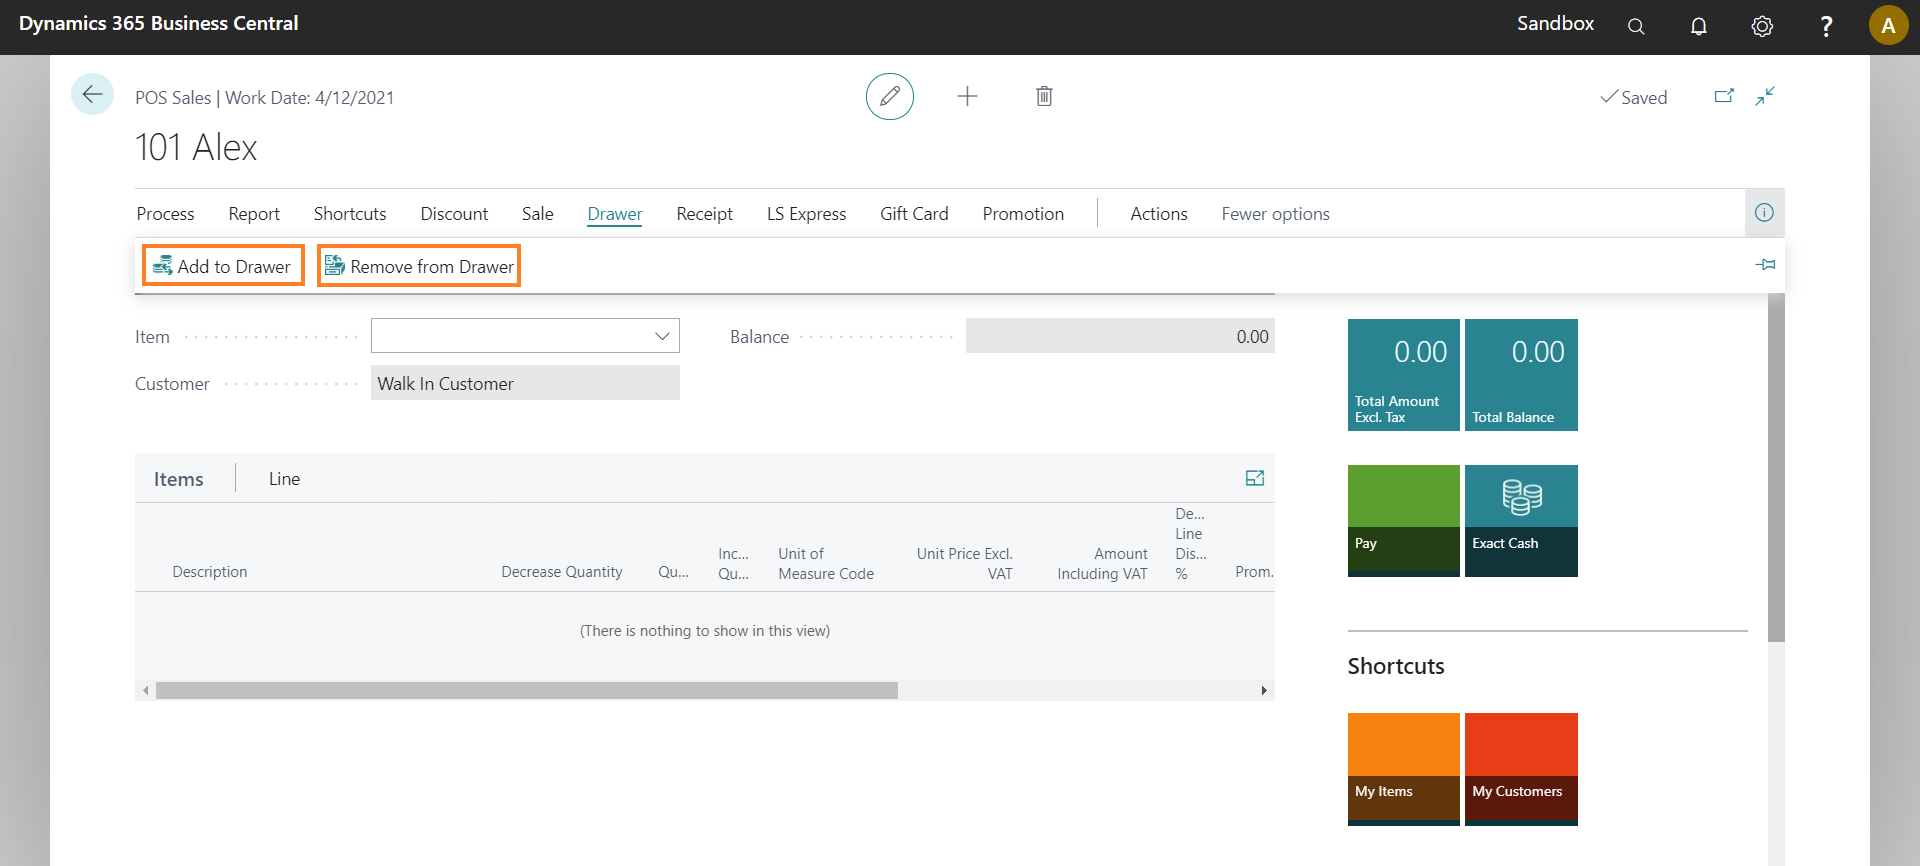 Dynamics 365 Business Central
Sandbox
?
A
POS Sales | Work Date: 4/12/2021
Saved
101 Alex
Process Report Shortcuts Discount Sale Drawer Receipt LS Express Gift Card Promotion Actions Fewer options
Add to Drawer Remove from Drawer
Item
Balance 0.00
Customer Walk In Customer
0.00
Total Amount
Excl. Tax
0.00
Total Balance
Pay
Exact Cash
Items Line
Description
Decrease Quantity
Qu...
Inc...
Qu...
Unit of
Measure Code
Unit Price Excl.
VAT
Amount
Including VAT
De...
Line
Dis...
%
Prom.
(There is nothing to show in this view)
Shortcuts
My Items
My Customers